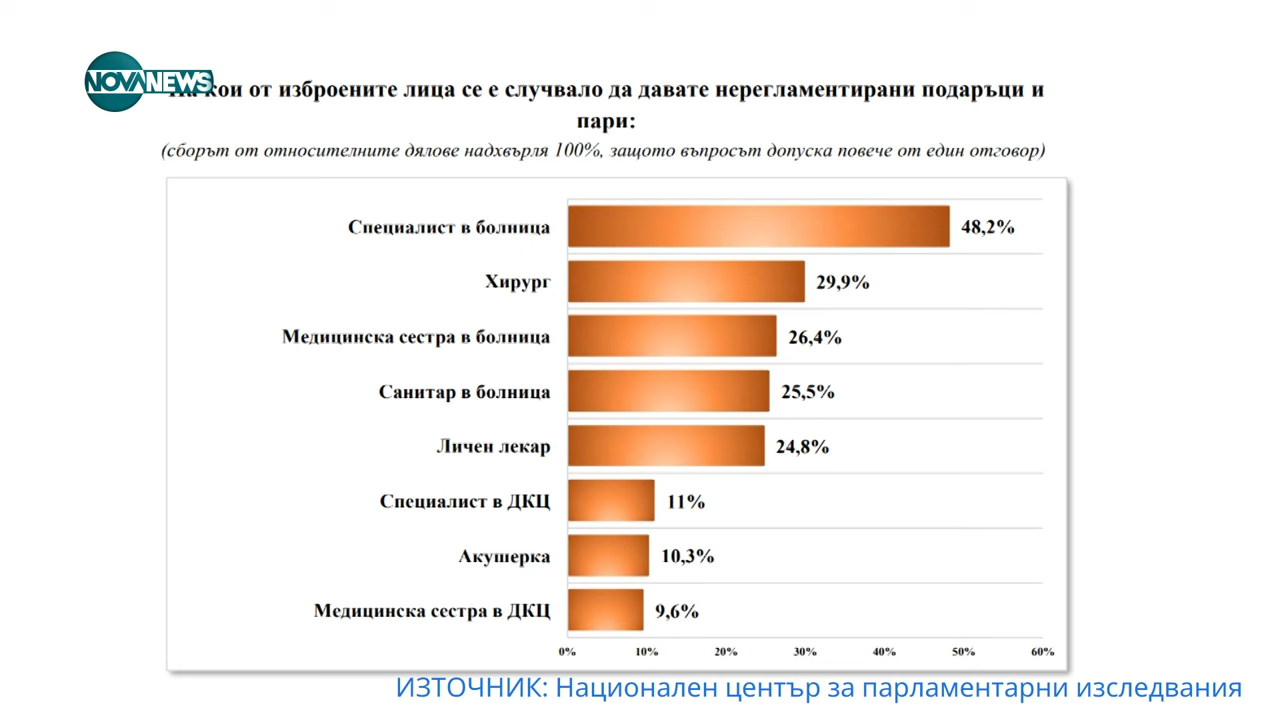 NOVANEWS
кои от изброените лица се е случвало да давате нерегламентирани подаръци и
пари:
(сборът от относителните дялове надхвърля 100%, защото въпросът допуска повече от един отговор)
Специалист в болница 48,2%
Хирург 29,9%
Медицинска сестра в болница 26,4%
Санитар в болница 25,5%
Личен лекар 24,8%
Специалист в ДКЦ 11%
Акушерка 10,3%
Медицинска сестра в ДКЦ 9,6%
0% 10% 20% 30% 40% 50% 60%
ИЗТОЧНИК: Национален център за парламентарни изследвания